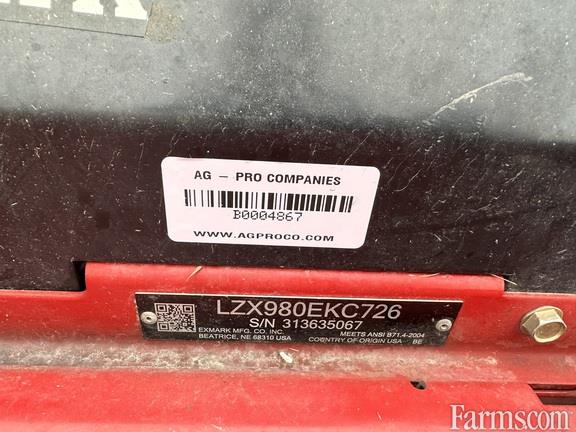 AG – PRO COMPANIES
B0004867
WWW.AGPROCO.COM
LZX980EKC726
S/N 313635067
EXMARK MFG. CO. INC. MEETS ANSI B71.4-2004
BEATRICE, NE 68310 USA COENTRY OF ORIGIN USA BE
Farms.com